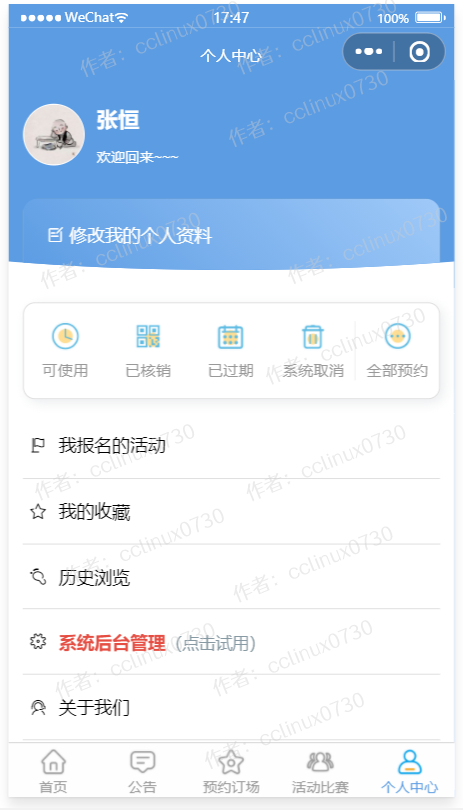 WeChat 17:47 100%
个人中心
张恒
欢迎回来~~~
修改我的个人资料
可使用 已核销 已过期 系统取消 全部预约
我报名的活动
我的收藏
历史浏览
系统后台管理 (点击试用)
关于我们
首页 公告 预约订场 活动比赛 个人中心
作者：cclinux0730
作者：cclinux0730
作者：cclinux0730
作者：cclinux0730
作者：cclinux0730
作者：cclinux0730
作者：cclinux0730
作者：cclinux0730
作者：cclinux0730
作者：cclinux0730
作者：cclinux0730
作者：cclinux0730